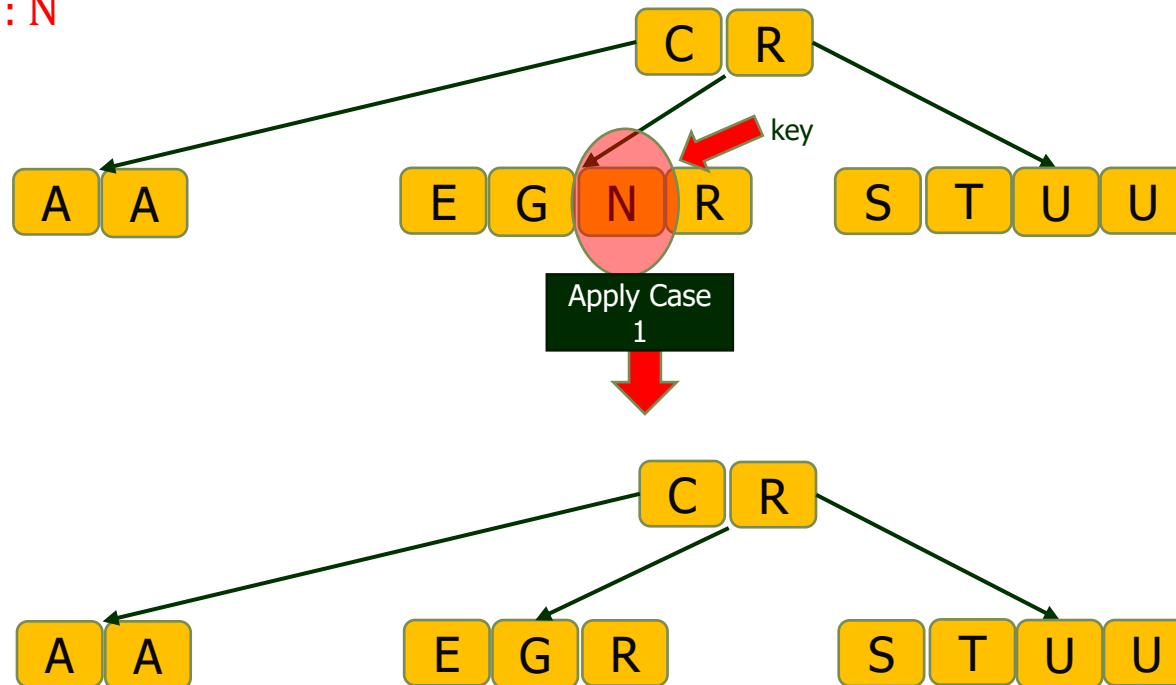 : N
C R
key
A A E G N R S T U U
Apply Case
1
C R
A A E G R S T U U